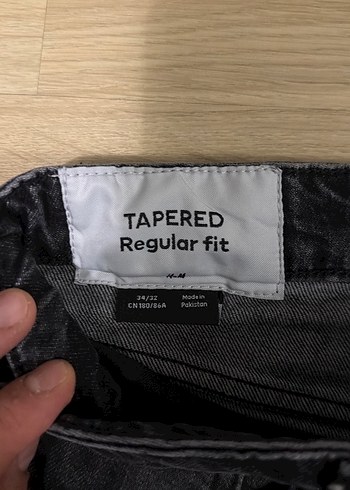 TAPERED
Regular fit
H&M
34/32
CN 180/86A
Made in
Pakistan